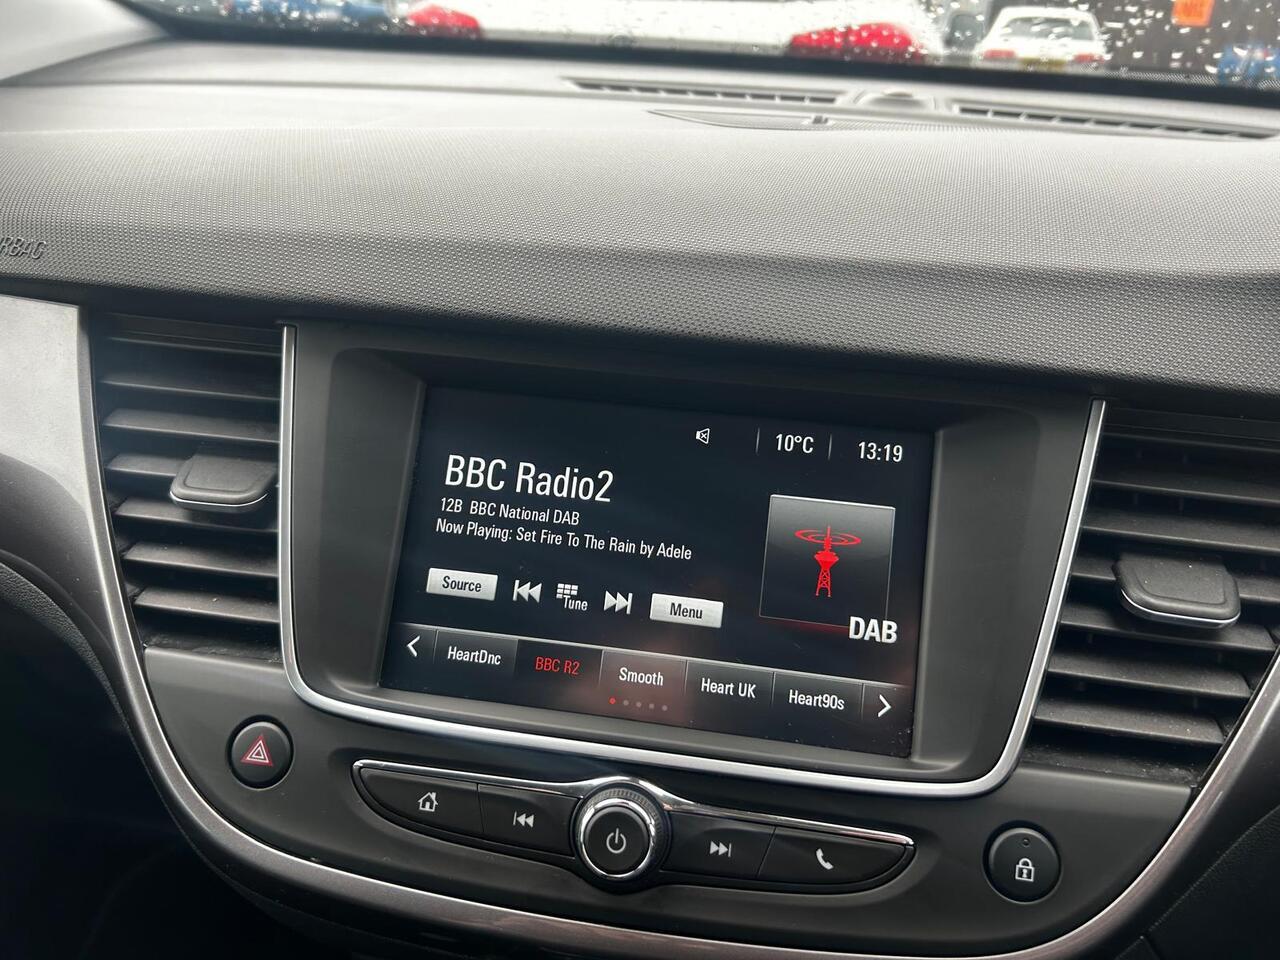 RBAG
10°C
13:19
BBC Radio2
12B BBC National DAB
Now Playing: Set Fire To The Rain by Adele
Source
Tune
Menu
DAB
HeartDnc
BBC R2
Smooth
Heart UK
Heart90s